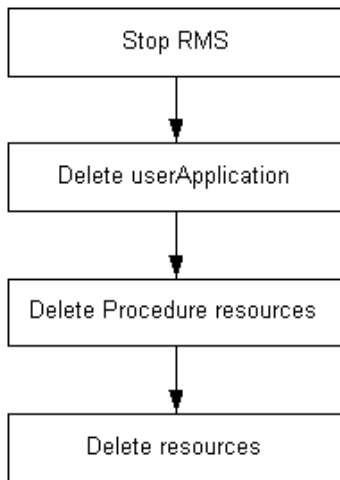 Stop RMS
Delete userApplication
Delete Procedure resources
Delete resources